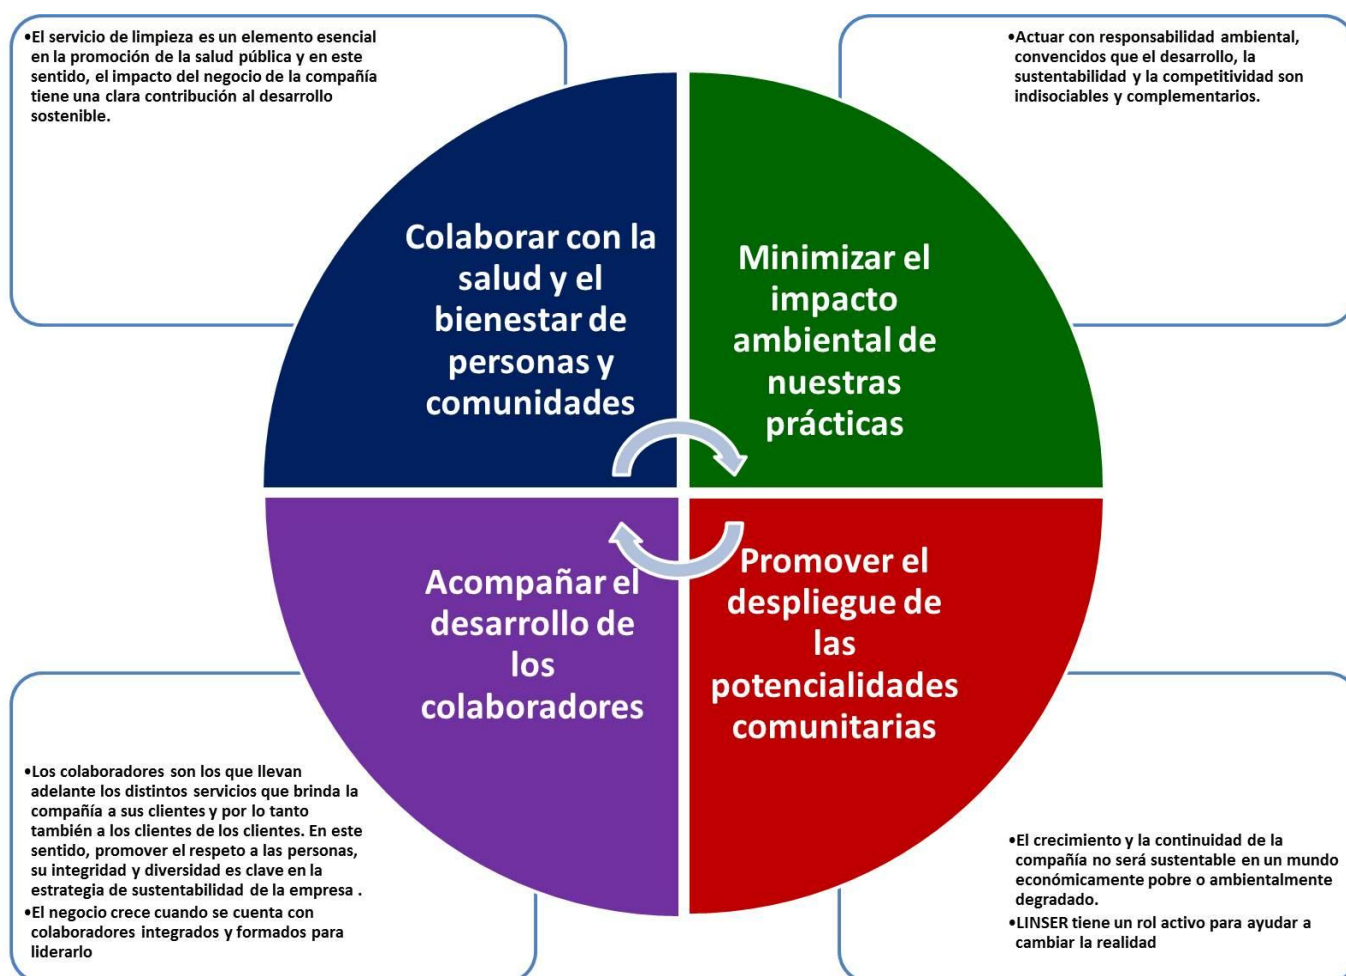 •El servicio de limpieza es un elemento esencial
en la promoción de la salud pública y en este
sentido, el impacto del negocio de la compañía
tiene una clara contribución al desarrollo
sostenible.
•Actuar con responsabilidad ambiental,
convencidos que el desarrollo, la
sustentabilidad y la competitividad son
indisociables y complementarios.
Colaborar con la
salud y el
bienestar de
personas y
comunidades
Minimizar el
impacto
ambiental de
nuestras
prácticas
Acompañar el
desarrollo de
los
colaboradores
Promover el
despliegue de
las
potencialidades
comunitarias
•Los colaboradores son los que llevan
adelante los distintos servicios que brinda la
compañía a sus clientes y por lo tanto
también a los clientes de los clientes. En este
sentido, promover el respeto a las personas,
su integridad y diversidad es clave en la
estrategia de sustentabilidad de la empresa .
•El negocio crece cuando se cuenta con
colaboradores integrados y formados para
liderarlo
•El crecimiento y la continuidad de la
compañía no será sustentable en un mundo
económicamente pobre o ambientalmente
degradado.
•LINSER tiene un rol activo para ayudar a
cambiar la realidad